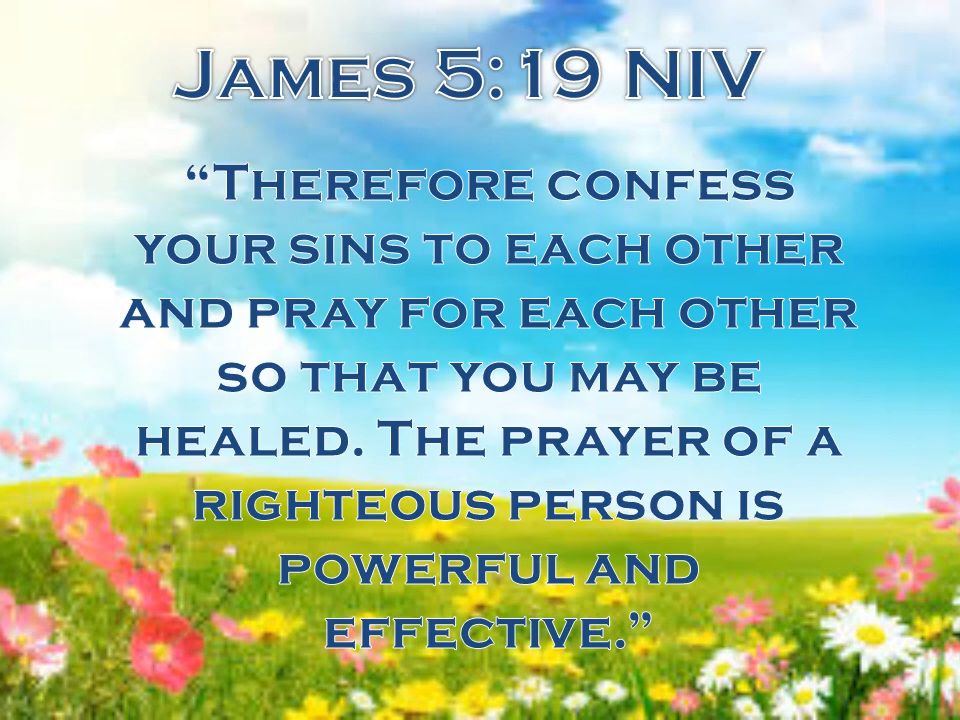 James 5:19 NIV
“Therefore confess
your sins to each other
and pray for each other
so that you may be
healed. The prayer of a
righteous person is
powerful and
effective.”